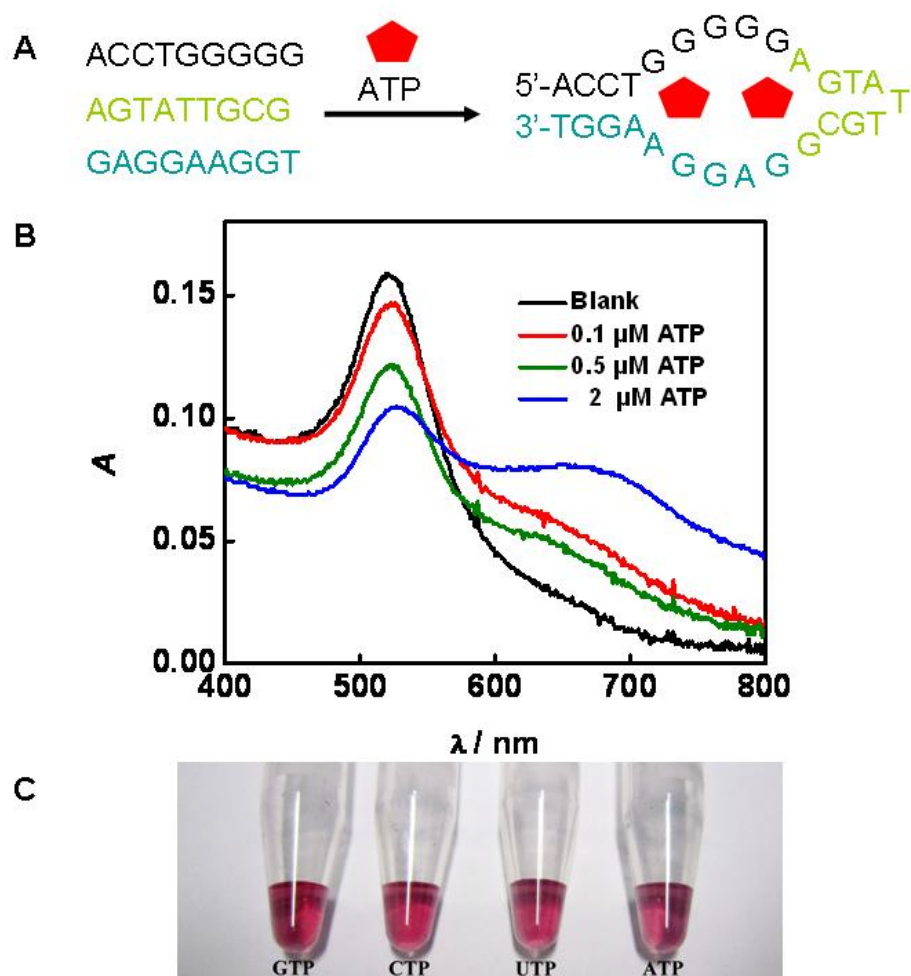 A
ACCTGGGGG
AGTATTGCG
GAGGAAGGT
ATP
5'-ACCT G G G G G A GTA T
3'-TGGA A G G A G G CGTT
B
Blank
0.1 µM ATP
0.5 µM ATP
2 µM ATP
0.15
0.10
0.05
0.00
A
400 500 600 700 800
λ / nm
C
GTP CTP UTP ATP